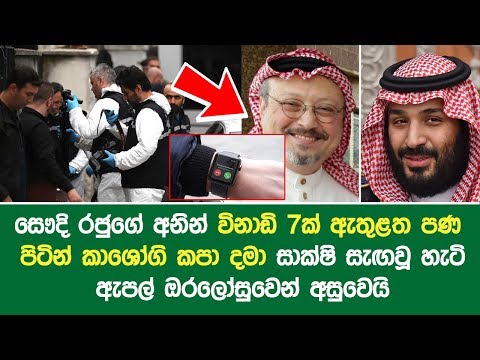 සෞදි රජුගේ අනින් විනාඩි 7ක් ඇතුළත පණ
පිටින් කාශෝගි කපා දමා සාක්ෂි සැඟවූ හැටි
ඇපල් ඔරලෝසුවෙන් අසුවෙයි